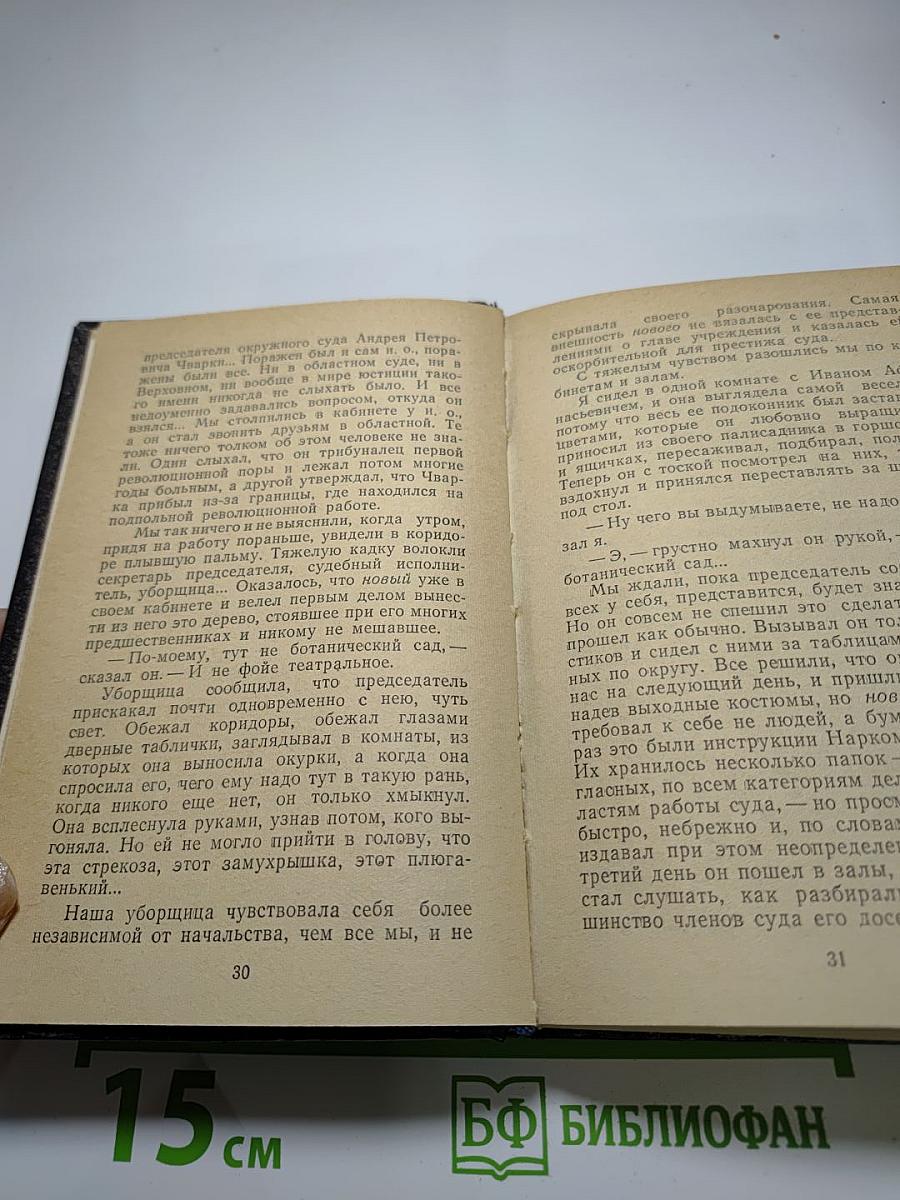 председателя окружного суда Андрея Петро-
вича Чварки... Поражен был и сам и. о., пора-
жены были все. Ни в областном суде, ни в
Верховном, ни вообще в мире юстиции тако-
го имени никогда не слыхать было. И все
недоуменно задавались вопросом, откуда он
взялся... Мы столпились в кабинете у и. о.,
а он стал звонить друзьям в областной. Те
тоже ничего толком об этом человеке не зна-
ли. Один слыхал, что он трибуналец первой
революционной поры и лежал потом многие
годы больным, а другой утверждал, что Чвар-
ка прибыл из-за границы, где находился на
подпольной революционной работе.
Мы так ничего и не выяснили, когда утром,
придя на работу пораньше, увидели в коридо-
ре плывшую пальму. Тяжелую кадку волокли
секретарь председателя, судебный исполни-
тель, уборщица... Оказалось, что новый уже в
своем кабинете и велел первым делом вынес-
ти из него это дерево, стоявшее при его многих
предшественниках и никому не мешавшее.
— По-моему, тут не ботанический сад,—
сказал он.— И не фойе театральное.
Уборщица сообщила, что председатель
прискакал почти одновременно с нею, чуть
свет. Обежал коридоры, обежал глазами
дверные таблички, заглядывал в комнаты, из
которых она выносила окурки, а когда она
спросила его, чего ему надо тут в такую рань,
когда никого еще нет, он только хмыкнул.
Она всплеснула руками, узнав потом, кого вы-
гоняла. Но ей не могло прийти в голову, что
эта стрекоза, этот замухрышка, этот плюга-
венький...
Наша уборщица чувствовала себя более
независимой от начальства, чем все мы, и не
30
скрывала своего разочарования. Самая
внешность нового не вязалась с ее представ-
лениями о главе учреждения и казалась ей
оскорбительной для престижа суда.
С тяжелым чувством разошлись мы по к
бинетам и залам.
Я сидел в одной комнате с Иваном Аф
насьевичем, и она выглядела самой весел
потому что весь ее подоконник был застав
цветами, которые он любовно выращи
приносил из своего палисадника в горшо
и ящичках, пересаживал, подбирал, пол
Теперь он с тоской посмотрел на них,
вздохнул и принялся переставлять за ш
под стол.
— Ну чего вы выдумываете, не надо
зал я.
— Э,— грустно махнул он рукой,—
ботанический сад...
Мы ждали, пока председатель со
всех у себя, представится, будет зна
Но он совсем не спешил это сделат
прошел как обычно. Вызывал он тол
стиков и сидел с ними за таблицам
ных по округу. Все решили, что о
нас на следующий день, и пришли
надев выходные костюмы, но нов
требовал к себе не людей, а бум
раз это были инструкции Нарком
Их хранилось несколько папок —
гласных, по всем категориям дел
ластям работы суда,— но просм
быстро, небрежно и, по словам
издавал при этом неопределен
третий день он пошел в залы,
стал слушать, как разбирали
шинство членов суда его досе
31
15 см
БФ БИБЛИОФАН